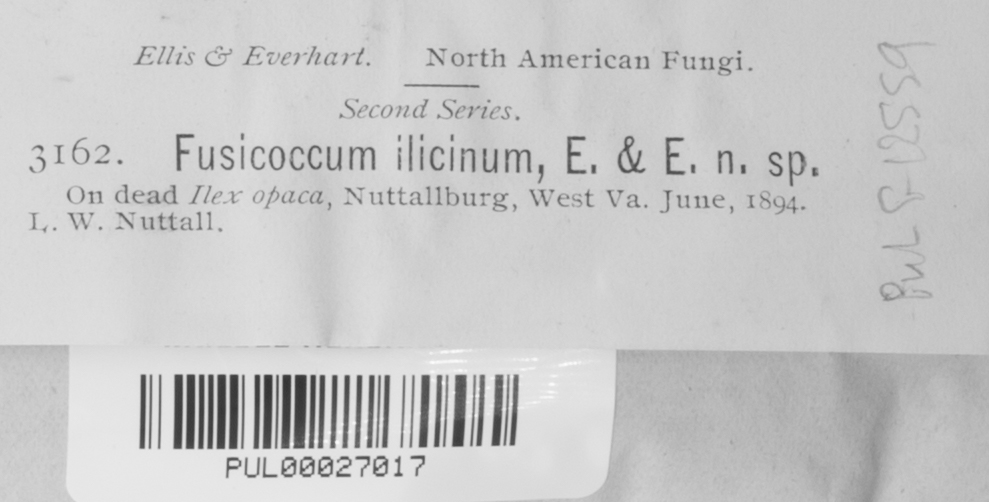 Ellis & Everhart. North American Fungi.
Second Series.
3162. Fusicoccum ilicinum, E. & E. n. sp.
On dead Ilex opaca, Nuttallburg, West Va. June, 1894.
L. W. Nuttall.
PUL00027017